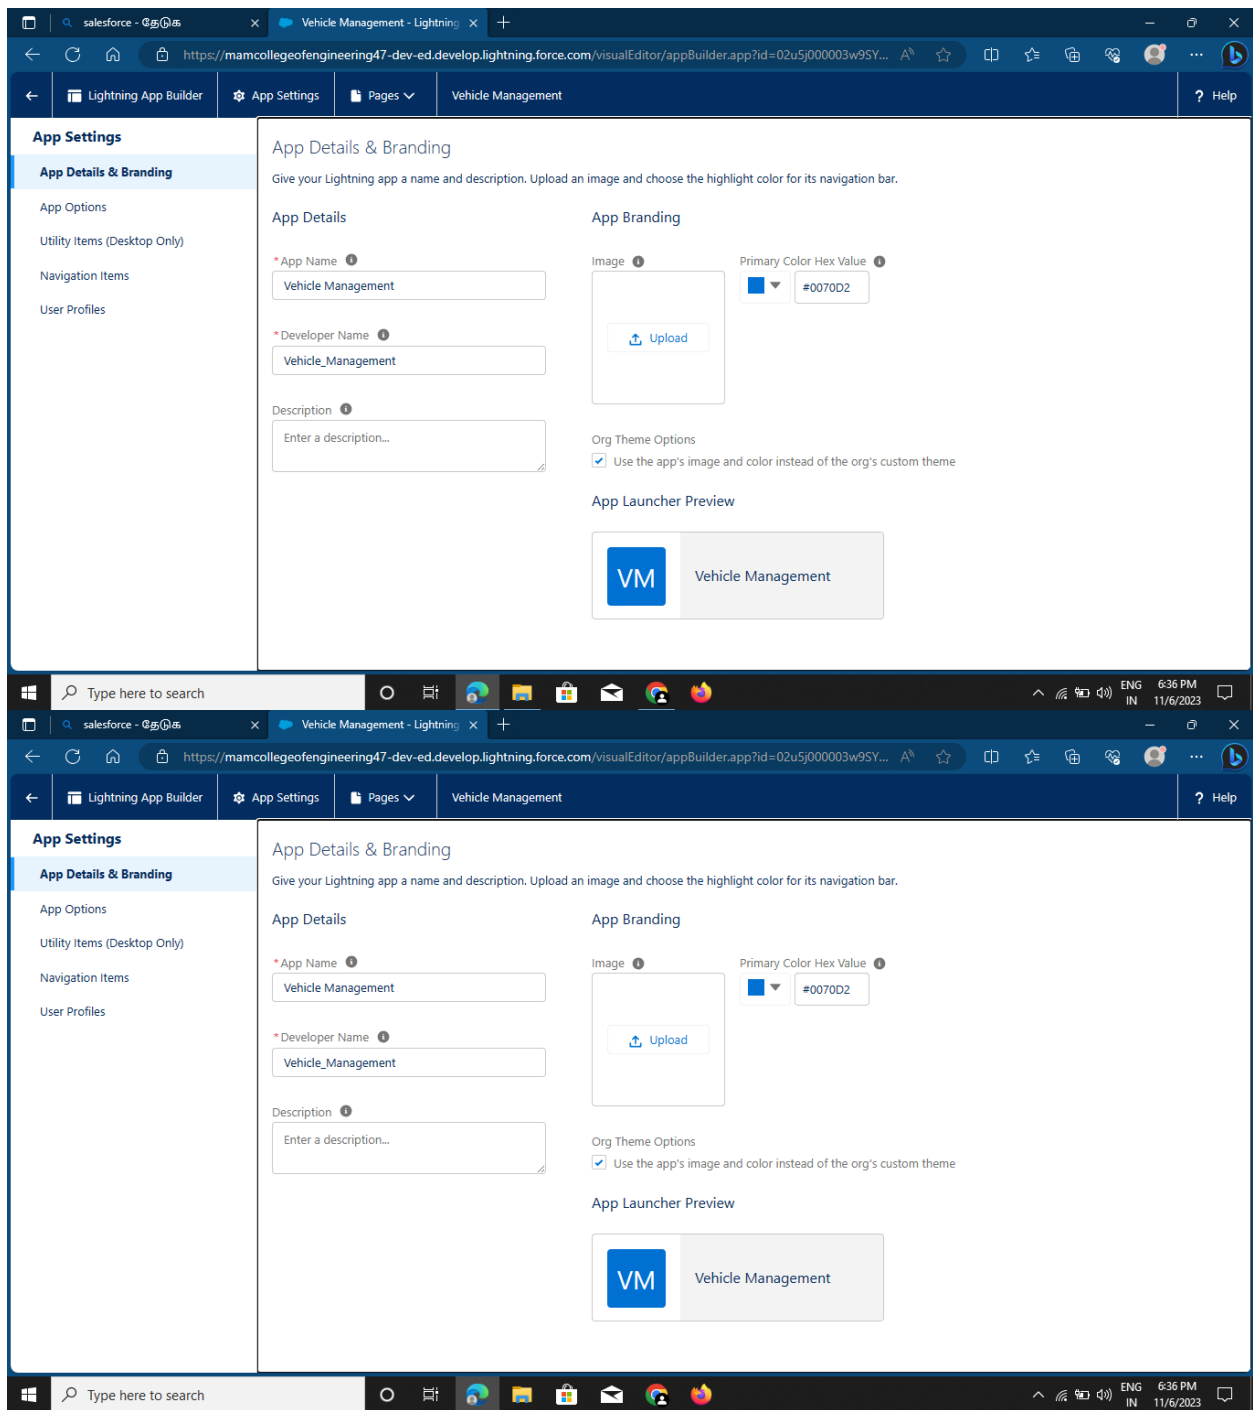 salesforce - தேடுக
Vehicle Management - Lightning
https://mamcollegeofengineering47-dev-ed.develop.lightning.force.com/visualEditor/appBuilder.app?id=02u5j000003w9SY...
Lightning App Builder
App Settings
Pages
Vehicle Management
? Help
App Settings
App Details & Branding
App Options
Utility Items (Desktop Only)
Navigation Items
User Profiles
App Details & Branding
Give your Lightning app a name and description. Upload an image and choose the highlight color for its navigation bar.
App Details
App Branding
*App Name
Vehicle Management
Image
Upload
Primary Color Hex Value
#0070D2
*Developer Name
Vehicle_Management
Description
Enter a description...
Org Theme Options
Use the app's image and color instead of the org's custom theme
App Launcher Preview
VM
Vehicle Management
Type here to search
ENG
IN
6:36 PM
11/6/2023
salesforce - தேடுக
Vehicle Management - Lightning
https://mamcollegeofengineering47-dev-ed.develop.lightning.force.com/visualEditor/appBuilder.app?id=02u5j000003w9SY...
Lightning App Builder
App Settings
Pages
Vehicle Management
? Help
App Settings
App Details & Branding
App Options
Utility Items (Desktop Only)
Navigation Items
User Profiles
App Details & Branding
Give your Lightning app a name and description. Upload an image and choose the highlight color for its navigation bar.
App Details
App Branding
*App Name
Vehicle Management
Image
Upload
Primary Color Hex Value
#0070D2
*Developer Name
Vehicle_Management
Description
Enter a description...
Org Theme Options
Use the app's image and color instead of the org's custom theme
App Launcher Preview
VM
Vehicle Management
Type here to search
ENG
IN
6:36 PM
11/6/2023